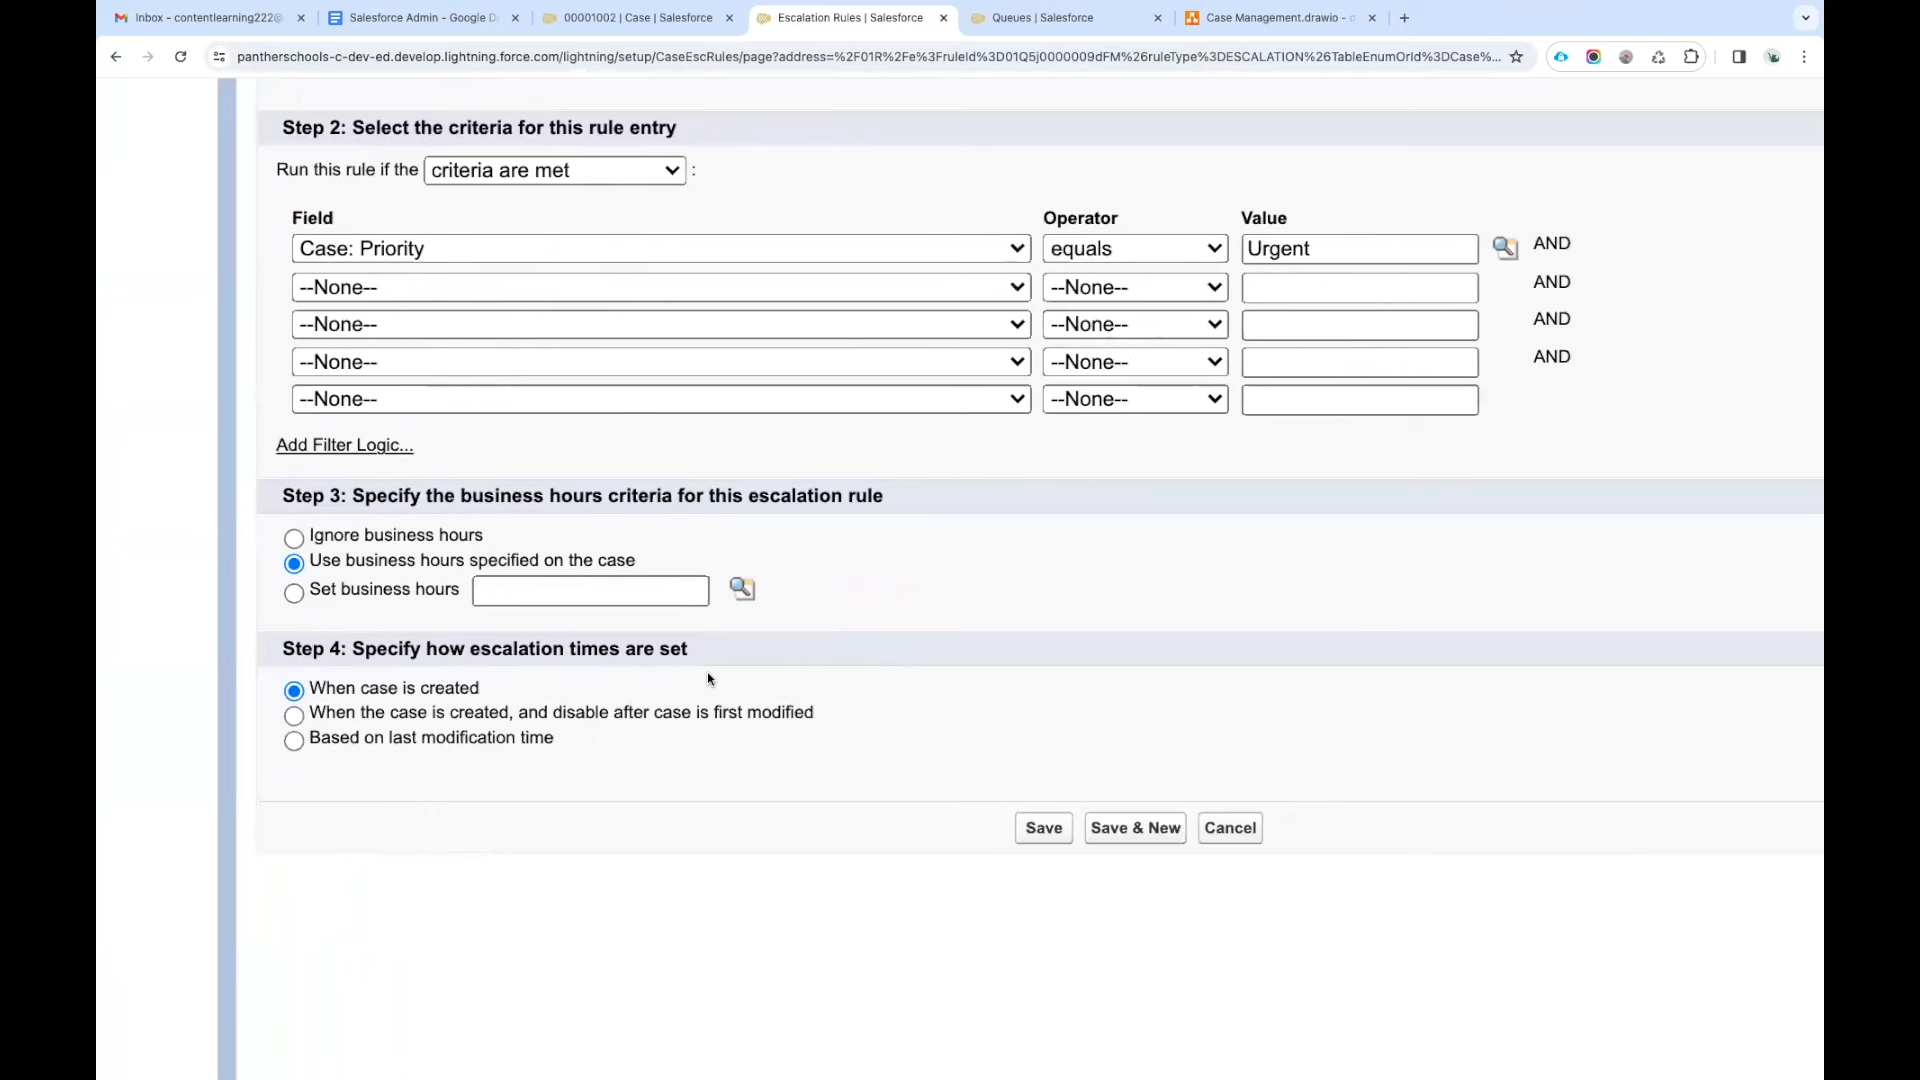 Inbox – contentlearning222@
Salesforce Admin - Google D
00001002 | Case | Salesforce
Escalation Rules | Salesforce
Queues | Salesforce
Case Management.drawio -
pantherschools-c-dev-ed.develop.lightning.force.com/lightning/setup/CaseEscRules/page?address=%2F01R%2Fe%3FruleId%3D01Q5j0000009dFM%26ruleType%3DESCALATION%26TableEnumOrId%3DCase%...
Step 2: Select the criteria for this rule entry
Run this rule if the criteria are met :
Field Operator Value
Case: Priority equals Urgent AND
--None-- --None-- AND
--None-- --None-- AND
--None-- --None-- AND
--None-- --None--
Add Filter Logic...
Step 3: Specify the business hours criteria for this escalation rule
Ignore business hours
Use business hours specified on the case
Set business hours
Step 4: Specify how escalation times are set
When case is created
When the case is created, and disable after case is first modified
Based on last modification time
Save Save & New Cancel